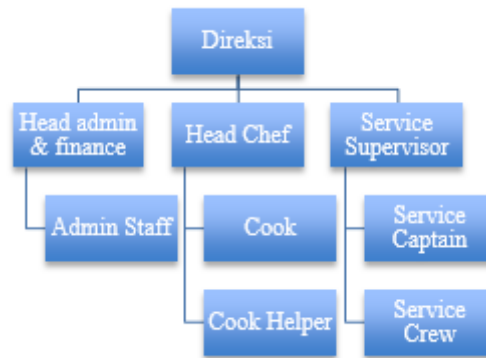 Direksi
Head admin
& finance
Head Chef
Service
Supervisor
Admin Staff
Cook
Service
Captain
Cook Helper
Service
Crew